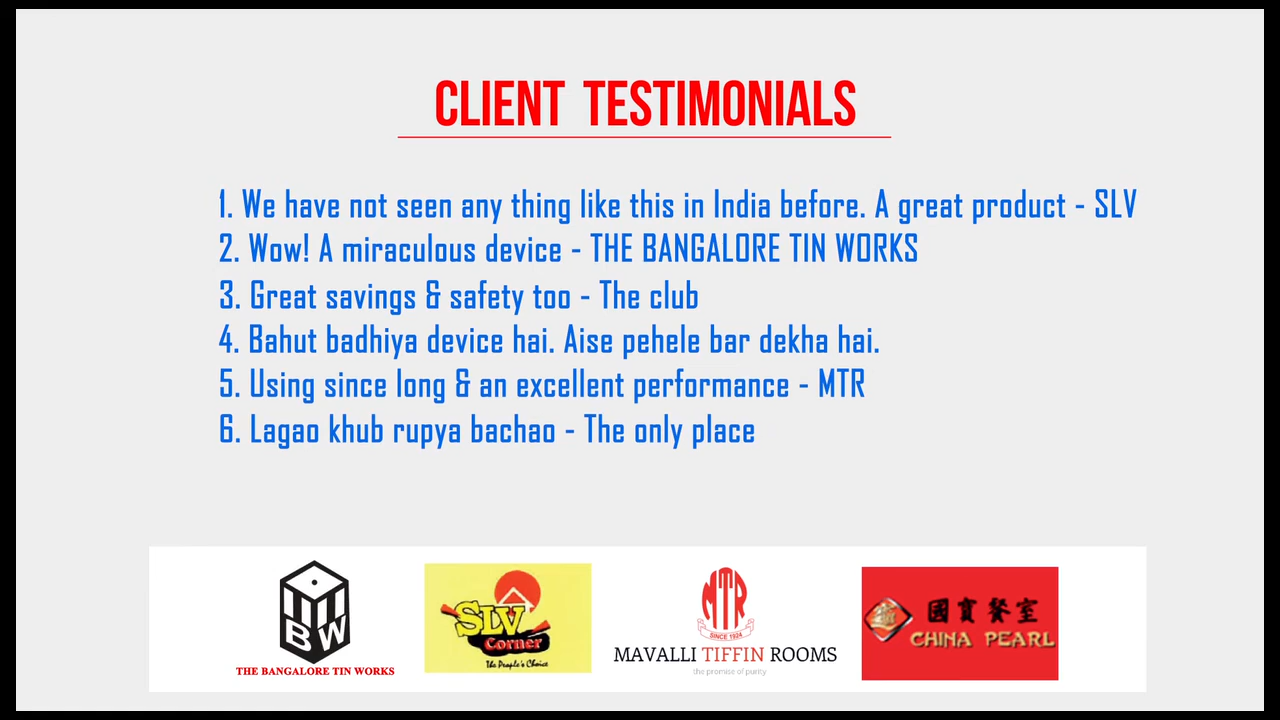 CLIENT TESTIMONIALS
1. We have not seen any thing like this in India before. A great product - SLV
2. Wow! A miraculous device - THE BANGALORE TIN WORKS
3. Great savings & safety too - The club
4. Bahut badhiya device hai. Aise pehele bar dekha hai.
5. Using since long & an excellent performance - MTR
6. Lagao khub rupya bachao - The only place
BW
THE BANGALORE TIN WORKS
SLV
Corner
The People's Choice
MTR
SINCE 1924
MAVALLI TIFFIN ROOMS
the promise of purity
國寶餐室
CHINA PEARL